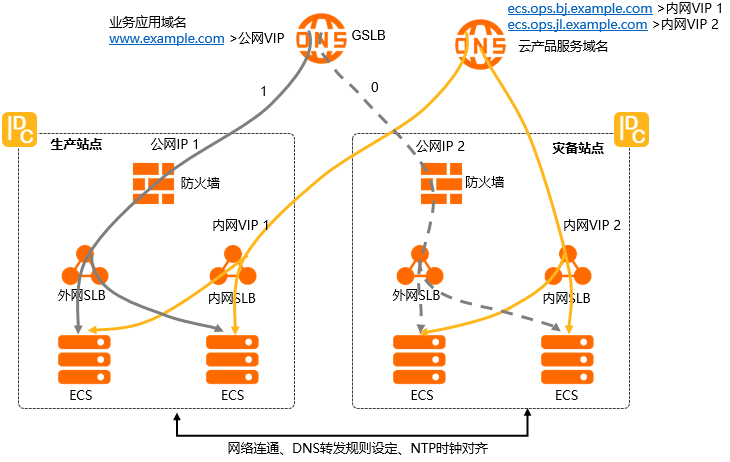 业务应用域名
www.example.com >公网VIP
DNS
GSLB
DNS
ecs.ops.bj.example.com >内网VIP 1
ecs.ops.jl.example.com >内网VIP 2
云产品服务域名
1
0
IDC
生产站点
公网IP 1
防火墙
内网VIP 1
外网SLB
内网SLB
ECS
ECS
IDC
灾备站点
公网IP 2
防火墙
内网VIP 2
外网SLB
内网SLB
ECS
ECS
网络连通、DNS转发规则设定、NTP时钟对齐